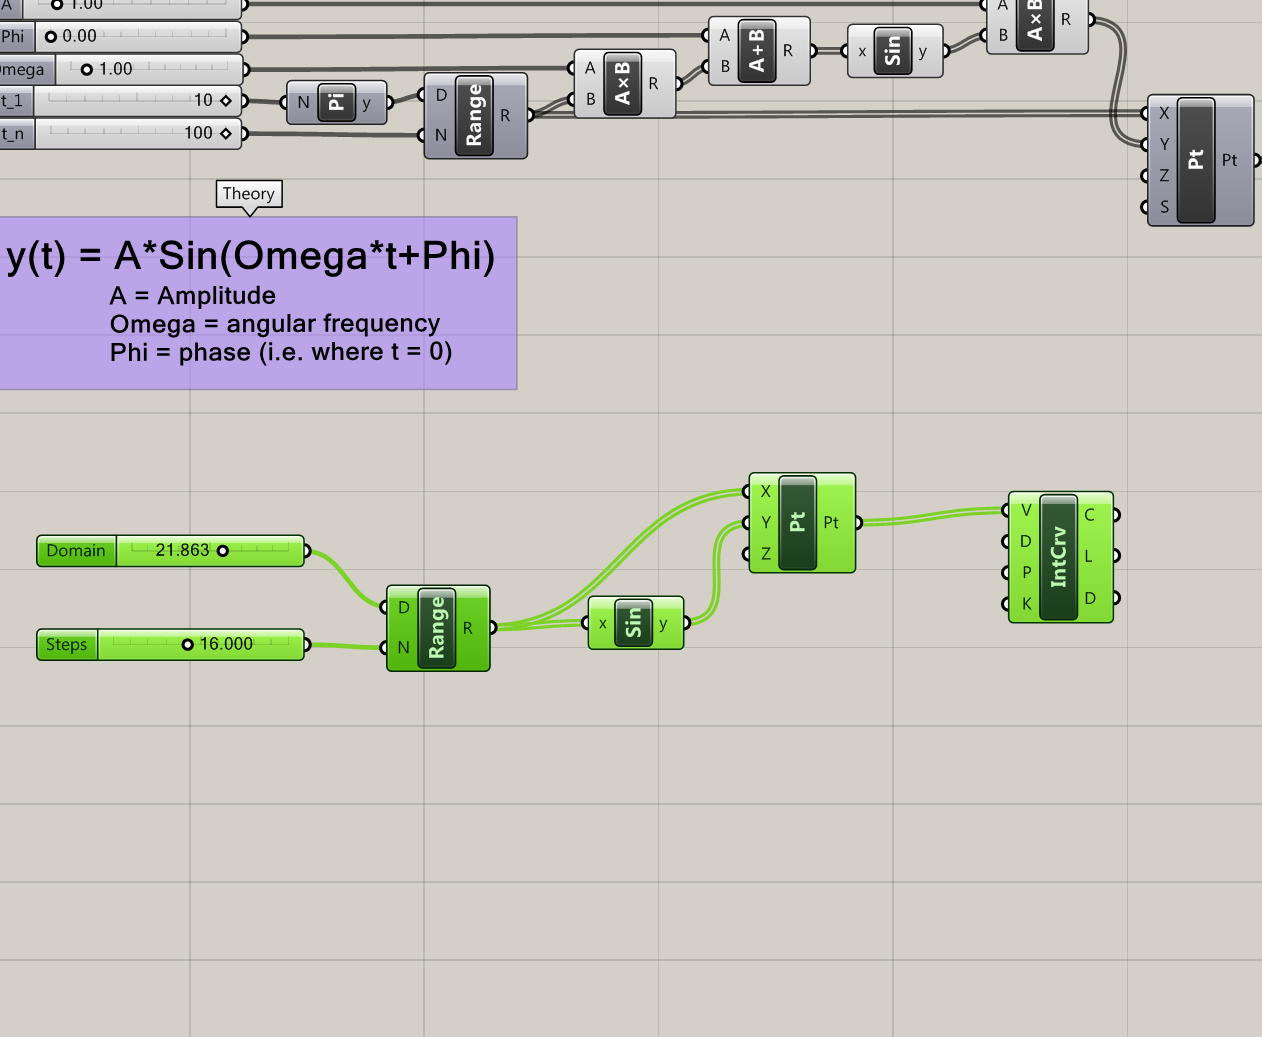 A 1.00
A B A×B R
Phi 0.00
A B A+B R
x Sin y
Omega 1.00
A B A×B R
t_1 10
N Pi y
D N Range R
t_n 100
X Y Z S Pt Pt
Theory
y(t) = A*Sin(Omega*t+Phi)
A = Amplitude
Omega = angular frequency
Phi = phase (i.e. where t = 0)
X Y Z Pt Pt
V D P K IntCrv C L D
Domain 21.863
D N Range R
x Sin y
Steps 16.000